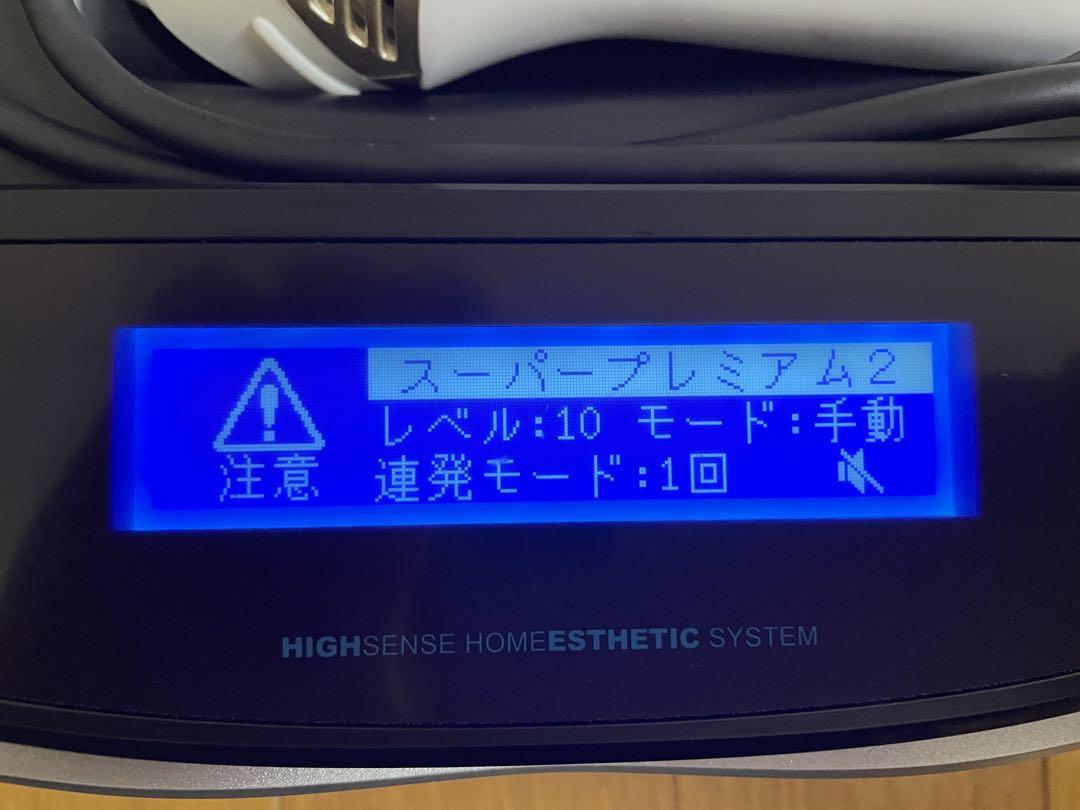 スーパープレミアム2
レベル:10 モード:手動
注意
連発モード:1回
HIGHSENSE HOMEESTHETIC SYSTEM